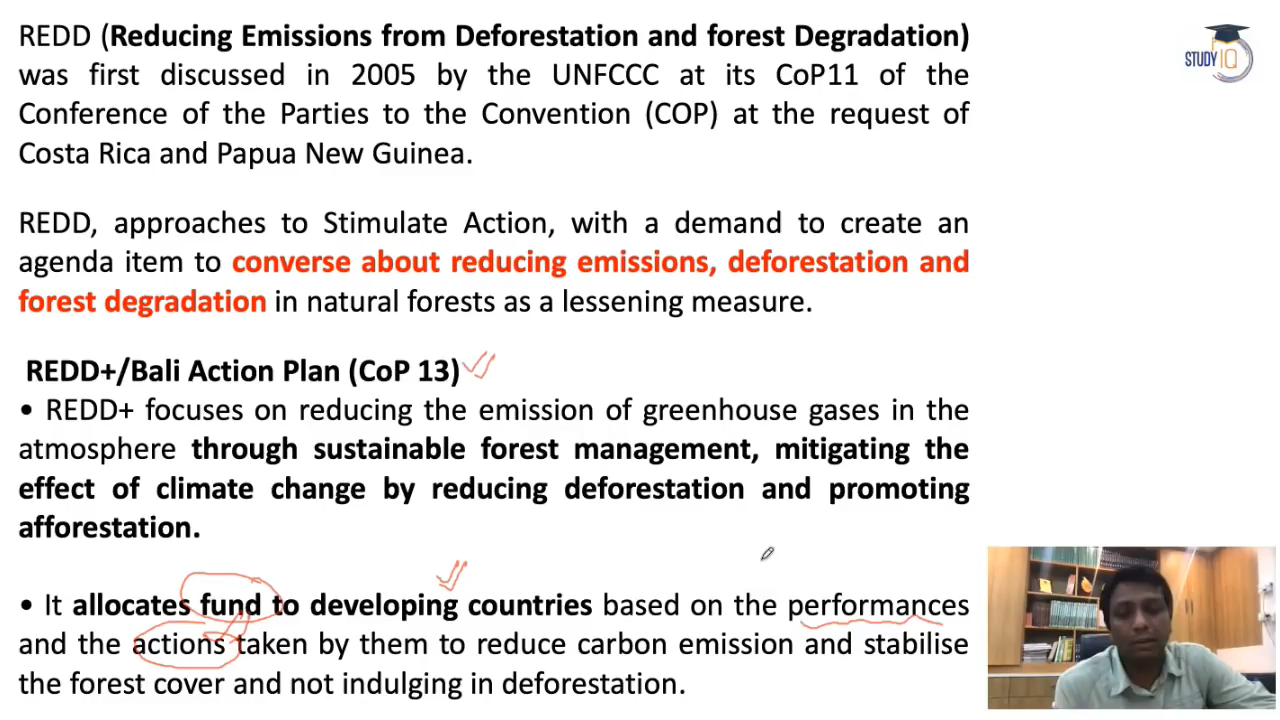 REDD (Reducing Emissions from Deforestation and forest Degradation)
was first discussed in 2005 by the UNFCCC at its CoP11 of the
Conference of the Parties to the Convention (COP) at the request of
Costa Rica and Papua New Guinea.
STUDY IQ
REDD, approaches to Stimulate Action, with a demand to create an
agenda item to converse about reducing emissions, deforestation and
forest degradation in natural forests as a lessening measure.
REDD+/Bali Action Plan (CoP 13)
• REDD+ focuses on reducing the emission of greenhouse gases in the
atmosphere through sustainable forest management, mitigating the
effect of climate change by reducing deforestation and promoting
afforestation.
• It allocates fund to developing countries based on the performances
and the actions taken by them to reduce carbon emission and stabilise
the forest cover and not indulging in deforestation.